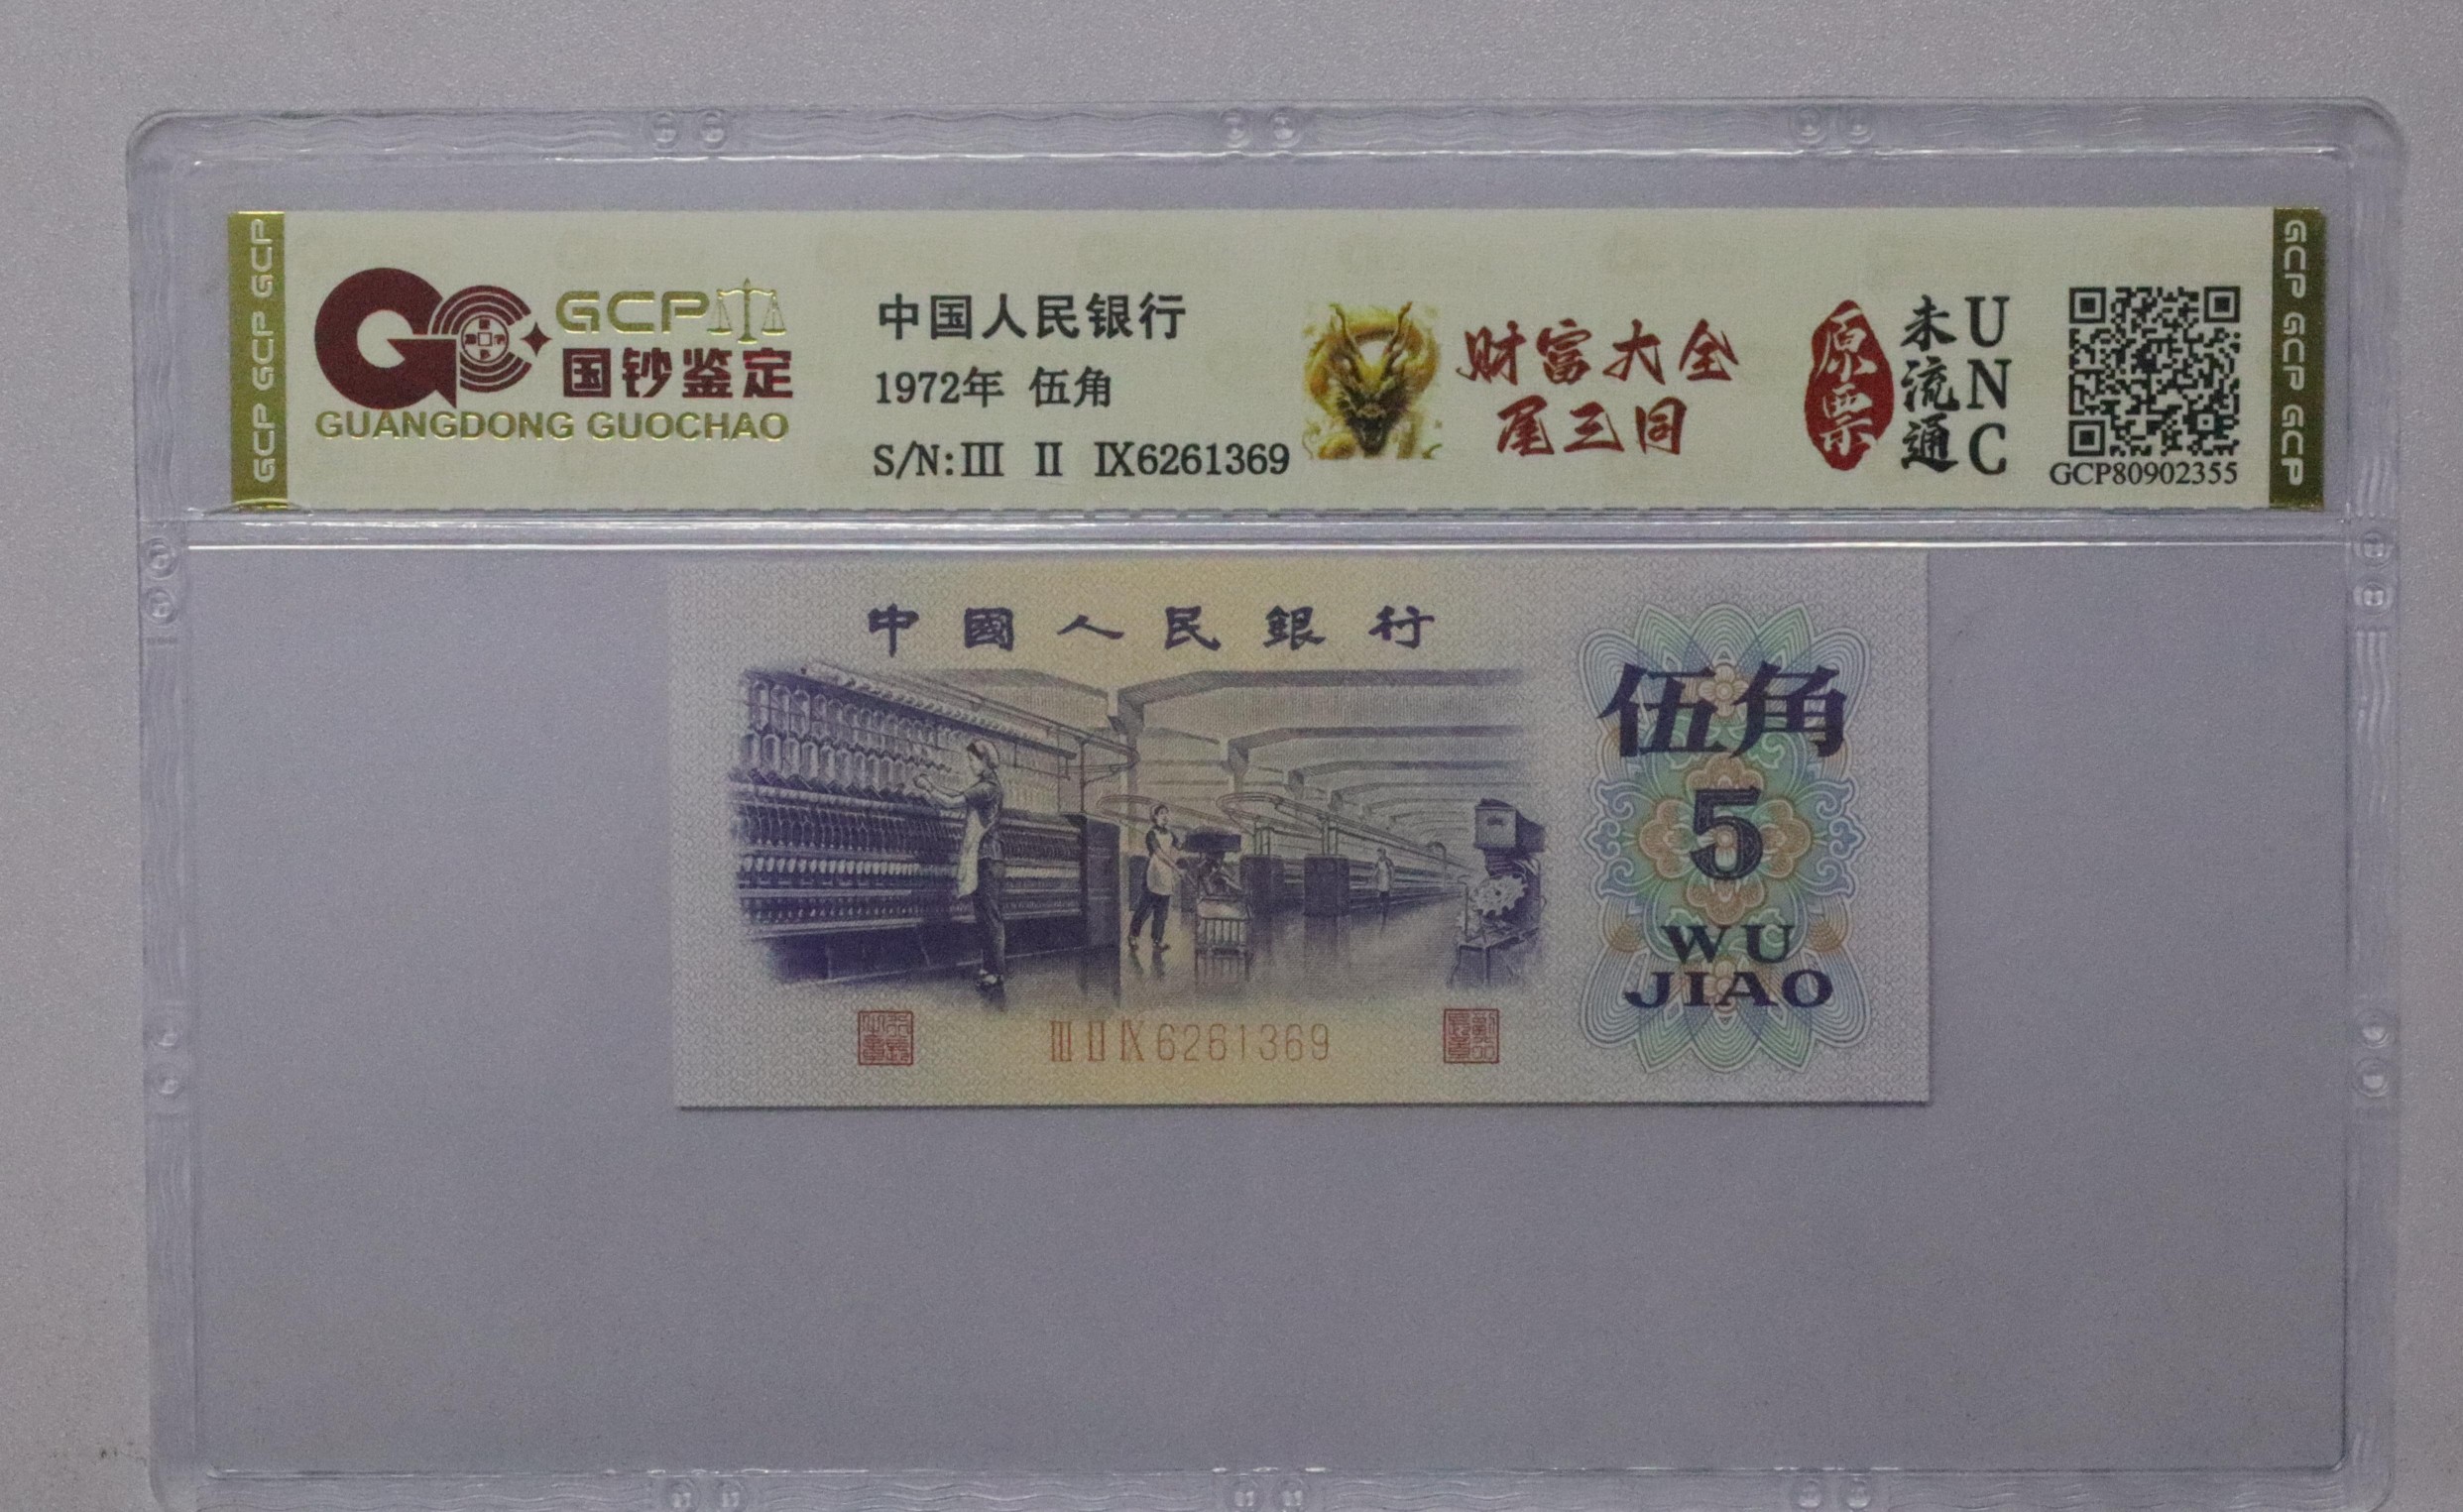 GCP GCP GCP
GCP
国钞鉴定
GUANGDONG GUOCHAO
中国人民银行
1972年 伍角
S/N:Ⅲ Ⅱ Ⅸ6261369
财富大全
尾三同
原票
未流通
UNC
GCP80902355
GCP GCP GCP
中國人民銀行
伍角
5
WU
JIAO
Ⅲ Ⅱ Ⅸ 6261369